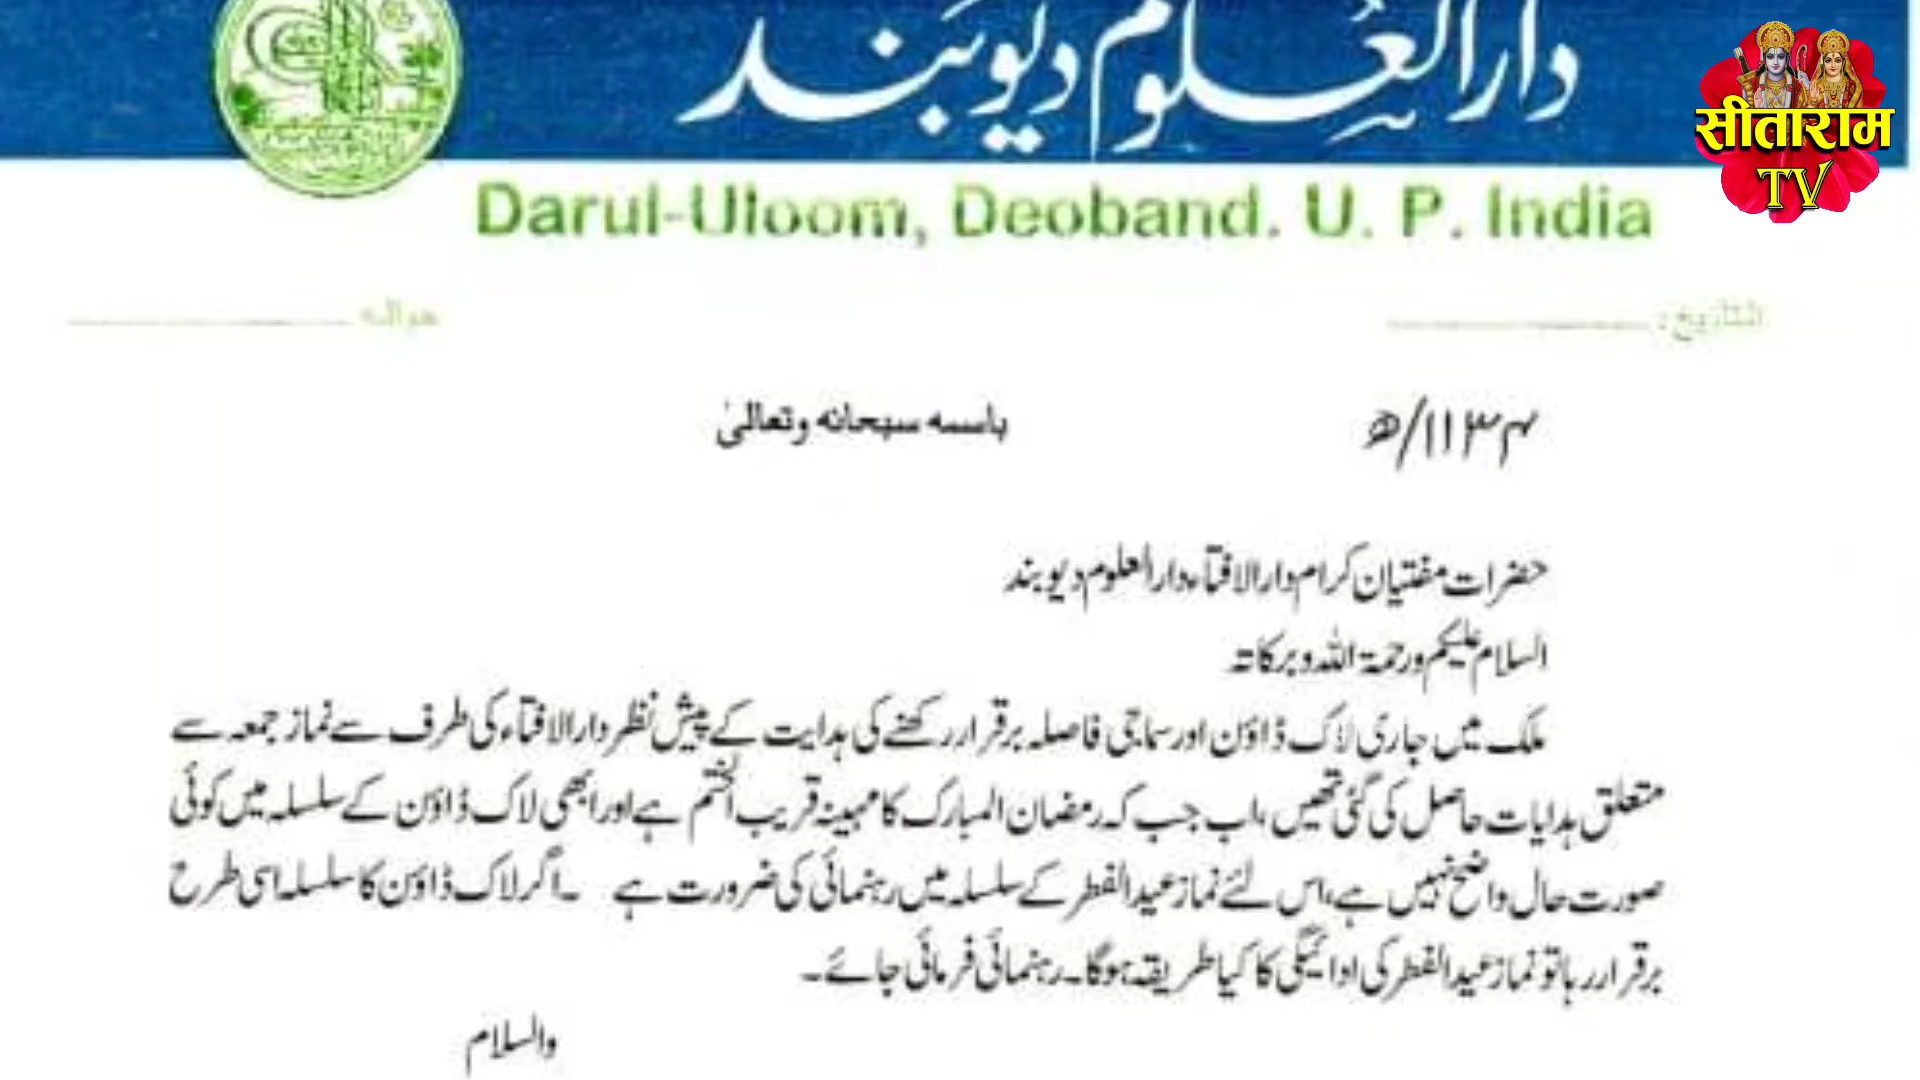 دارالعلوم دیوبند
सीताराम
TV
Darul-Uloom, Deoband. U. P. India
التاریخ:
حوالہ
باسمه سبحانه وتعالیٰ
حضرات مفتیان کرام دارالافتاء دارالعلوم دیوبند
السلام علیکم ورحمۃ اللہ وبرکاتہ
ملک میں جاری لاک ڈاؤن اور سماجی فاصلہ برقرار رکھنے کی ہدایت کے پیش نظر دارالافتاء کی طرف سے نماز جمعہ سے
متعلق ہدایات حاصل کی گئی تھیں ،اب جب کہ رمضان المبارک کا مہینہ قریب الختم ہے اور ابھی لاک ڈاؤن کے سلسلہ میں کوئی
صورت حال واضح نہیں ہے، اس لئے نماز عید الفطر کے سلسلہ میں رہنمائی کی ضرورت ہے ۔ اگر لاک ڈاؤن کا سلسلہ اسی طرح
برقرار رہا تو نماز عید الفطر کی ادائیگی کا کیا طریقہ ہوگا۔ رہنمائی فرمائی جائے۔
والسلام